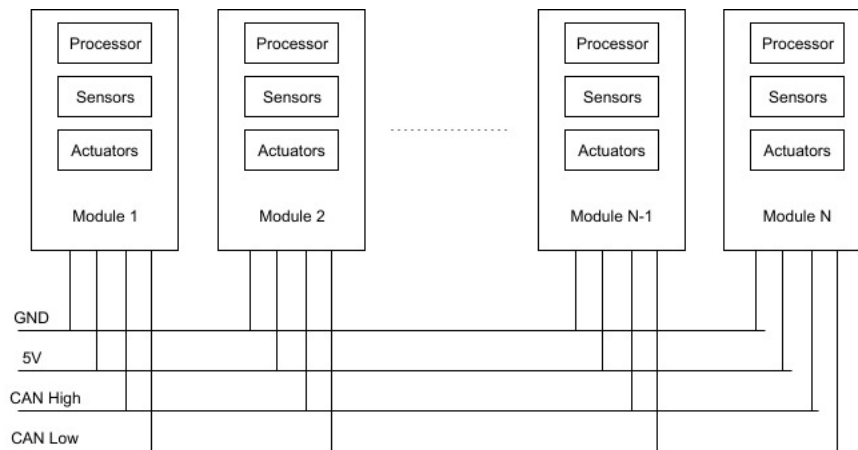 Processor
Sensors
Actuators
Module 1
Processor
Sensors
Actuators
Module 2
Processor
Sensors
Actuators
Module N-1
Processor
Sensors
Actuators
Module N
GND
5V
CAN High
CAN Low